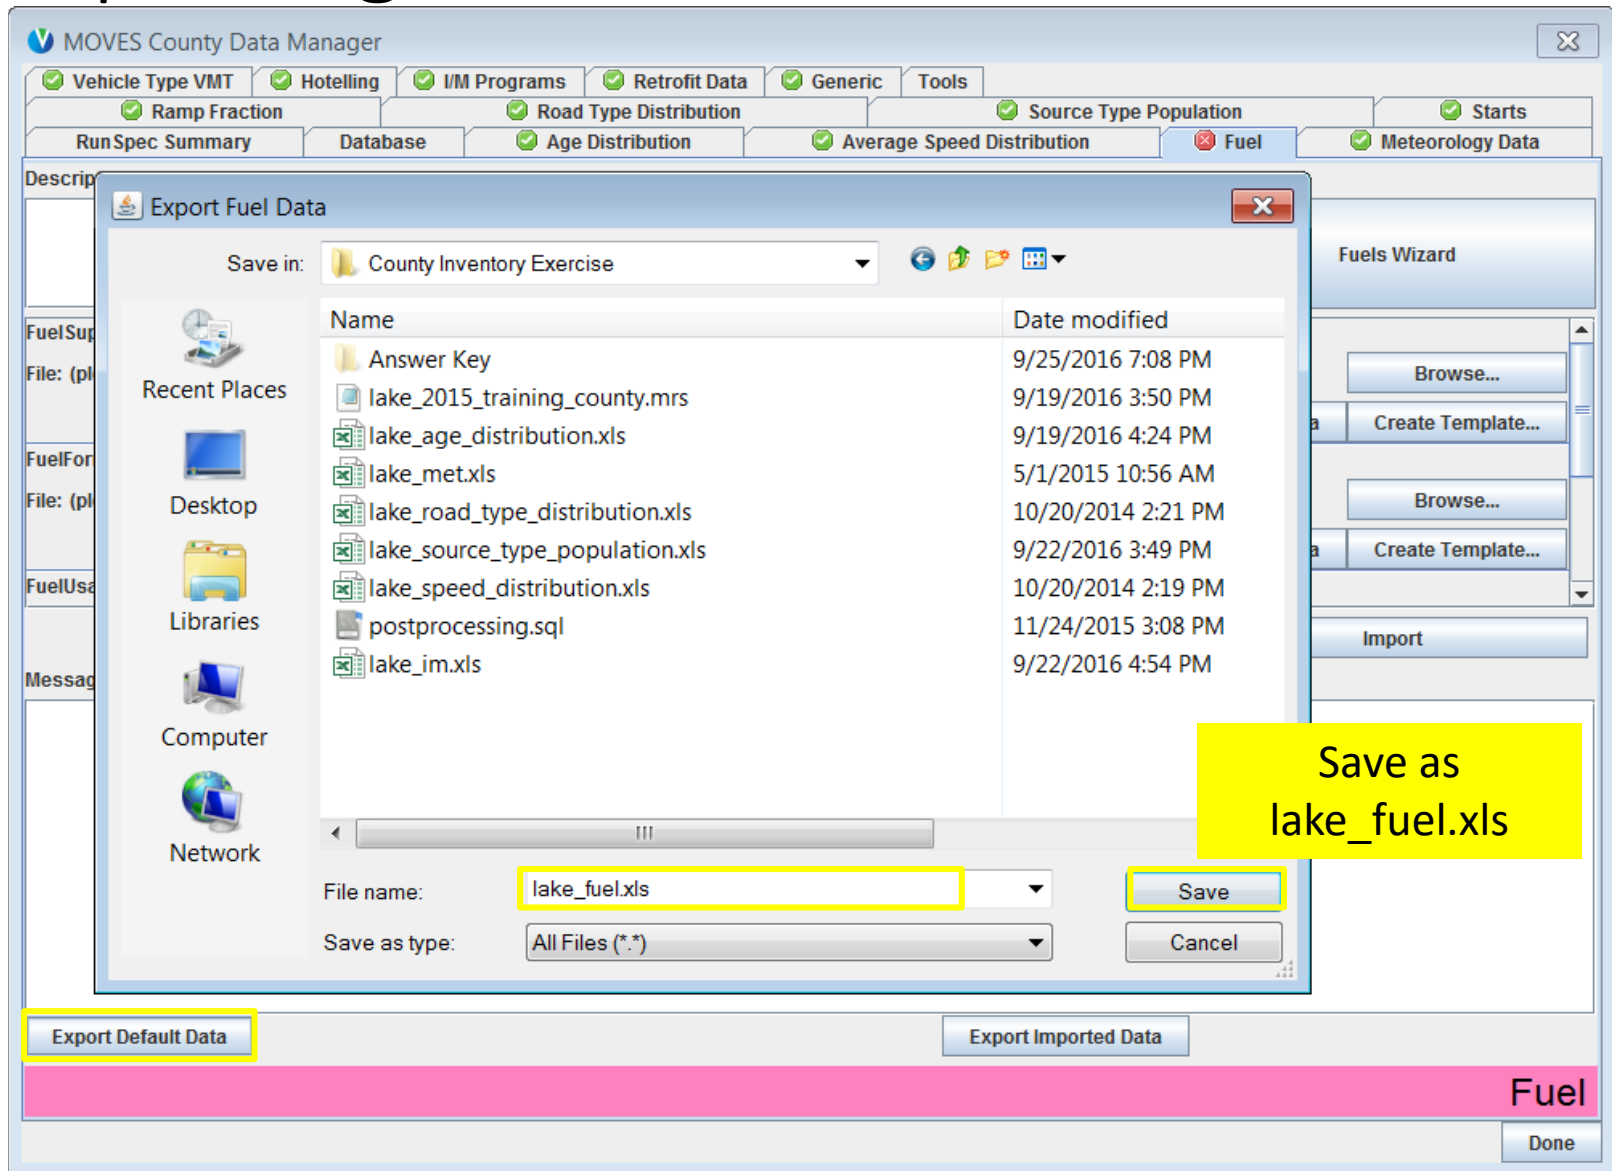 MOVES County Data Manager
Vehicle Type VMT Hotelling I/M Programs Retrofit Data Generic Tools
Ramp Fraction Road Type Distribution Source Type Population Starts
RunSpec Summary Database Age Distribution Average Speed Distribution Fuel Meteorology Data
Export Fuel Data
Fuels Wizard
Save in: County Inventory Exercise
Name Date modified
Answer Key 9/25/2016 7:08 PM
lake_2015_training_county.mrs 9/19/2016 3:50 PM
lake_age_distribution.xls 9/19/2016 4:24 PM
lake_met.xls 5/1/2015 10:56 AM
lake_road_type_distribution.xls 10/20/2014 2:21 PM
lake_source_type_population.xls 9/22/2016 3:49 PM
lake_speed_distribution.xls 10/20/2014 2:19 PM
postprocessing.sql 11/24/2015 3:08 PM
lake_im.xls 9/22/2016 4:54 PM
Recent Places
Desktop
Libraries
Computer
Network
File:
Browse...
Create Template...
File:
Browse...
Create Template...
Import
Save as
lake_fuel.xls
File name: lake_fuel.xls Save
Save as type: All Files (*.*) Cancel
Export Default Data Export Imported Data
Fuel
Done